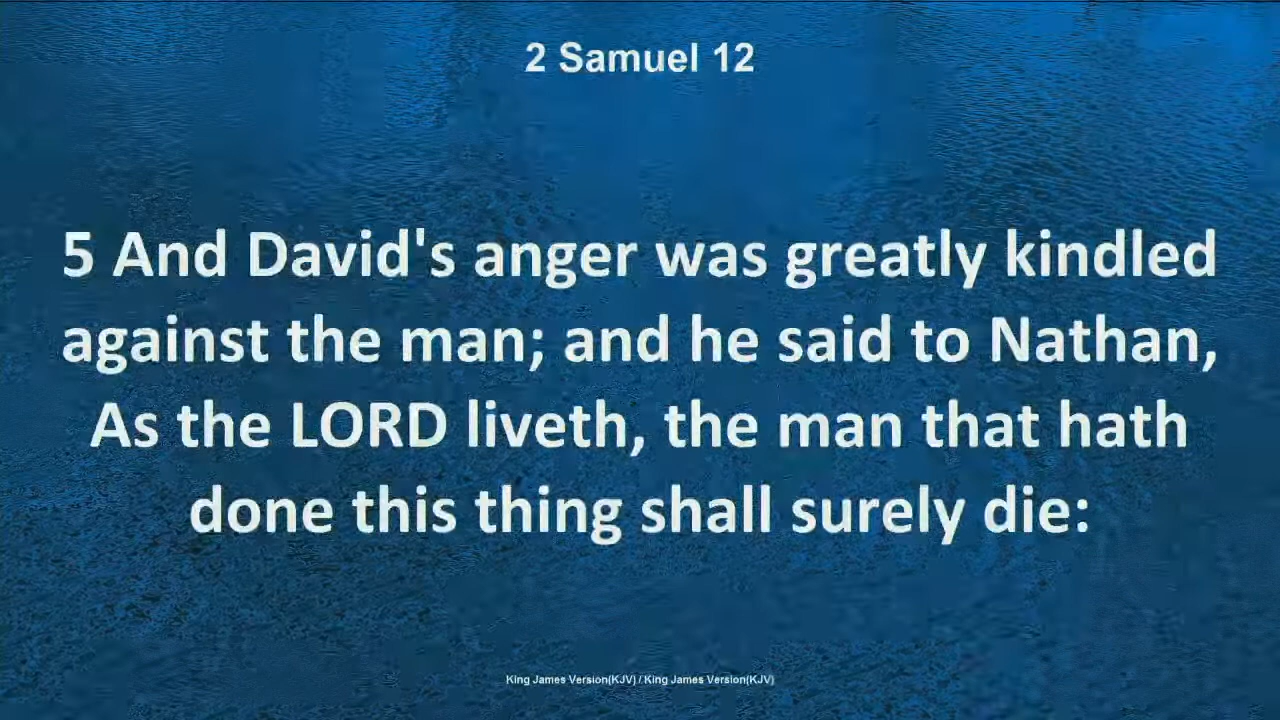 2 Samuel 12
5 And David's anger was greatly kindled
against the man; and he said to Nathan,
As the LORD liveth, the man that hath
done this thing shall surely die:
King James Version(KJV) / King James Version(KJV)